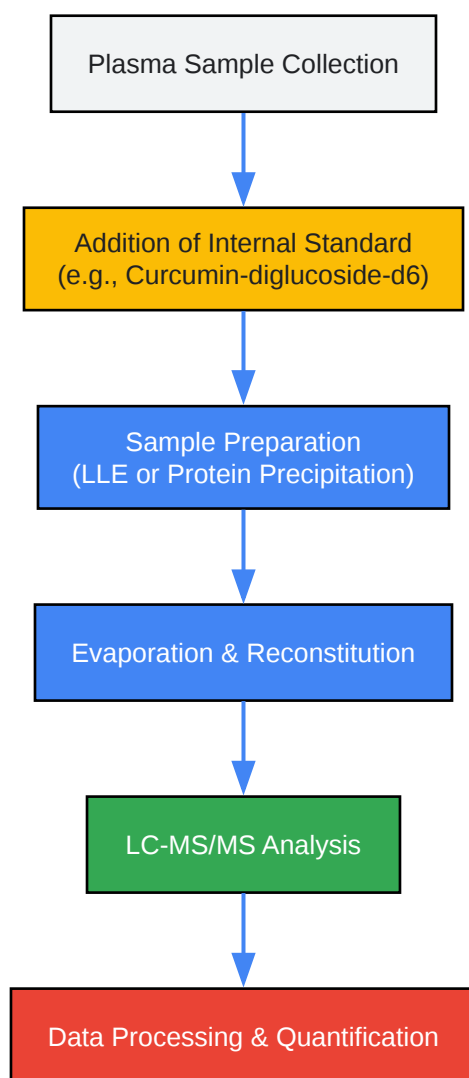 Plasma Sample Collection
Addition of Internal Standard
(e.g., Curcumin-diglucoside-d6)
Sample Preparation
(LLE or Protein Precipitation)
Evaporation & Reconstitution
LC-MS/MS Analysis
Data Processing & Quantification